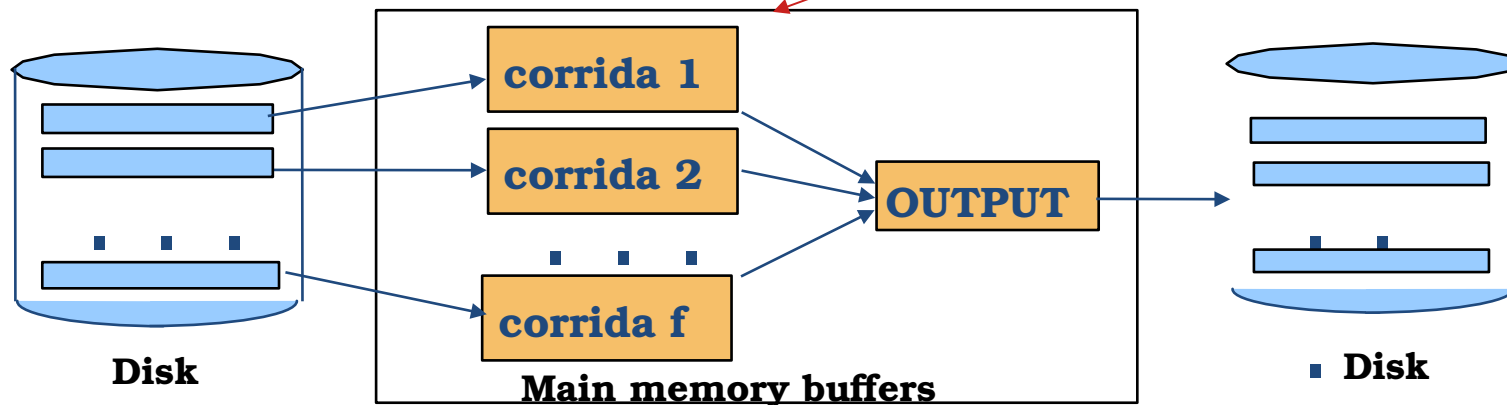 corrida 1
corrida 2
corrida f
OUTPUT
Disk
Main memory buffers
Disk